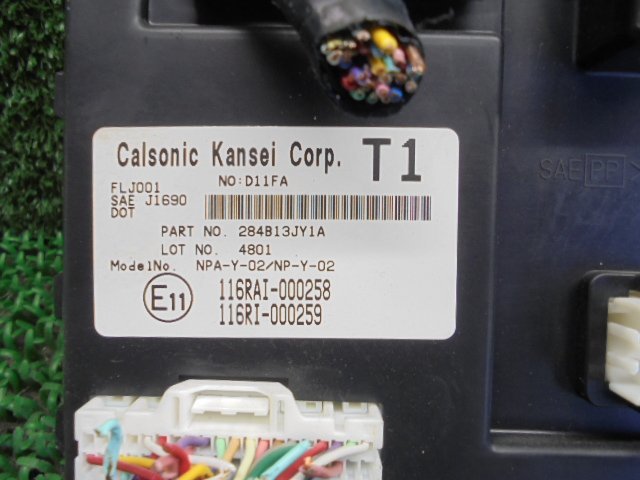 Calsonic Kansei Corp. T1
FLJ001 NO:D11FA
SAE J1690
DOT
PART NO. 284B13JY1A
LOT NO. 4801
ModelNo. NPA-Y-02/NP-Y-02
E11
116RAI-000258
116RI-000259
SAE PP